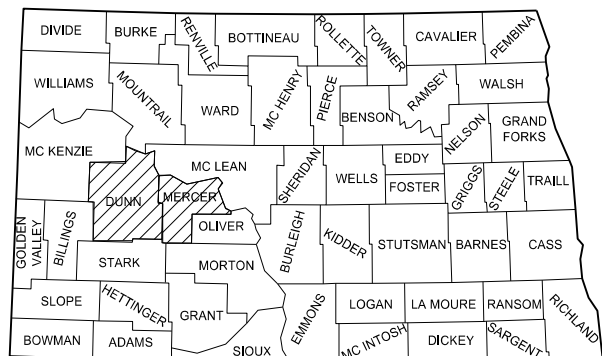 DIVIDE
BURKE
RENVILLE
BOTTINEAU
ROLLETTE
TOWNER
CAVALIER
PEMBINA
WILLIAMS
MOUNTRAIL
WARD
MC HENRY
PIERCE
BENSON
RAMSEY
WALSH
NELSON
GRAND
FORKS
MC KENZIE
MC LEAN
SHERIDAN
WELLS
EDDY
FOSTER
GRIGGS
STEELE
TRAILL
DUNN
MERCER
OLIVER
GOLDEN
VALLEY
BILLINGS
STARK
MORTON
BURLEIGH
KIDDER
STUTSMAN
BARNES
CASS
SLOPE
HETTINGER
GRANT
EMMONS
LOGAN
LA MOURE
RANSOM
RICHLAND
BOWMAN
ADAMS
SIOUX
MC INTOSH
DICKEY
SARGENT